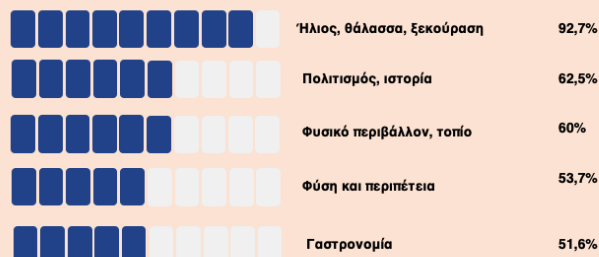 Ήλιος, θάλασσα, ξεκούραση 92,7%
Πολιτισμός, ιστορία 62,5%
Φυσικό περιβάλλον, τοπίο 60%
Φύση και περιπέτεια 53,7%
Γαστρονομία 51,6%